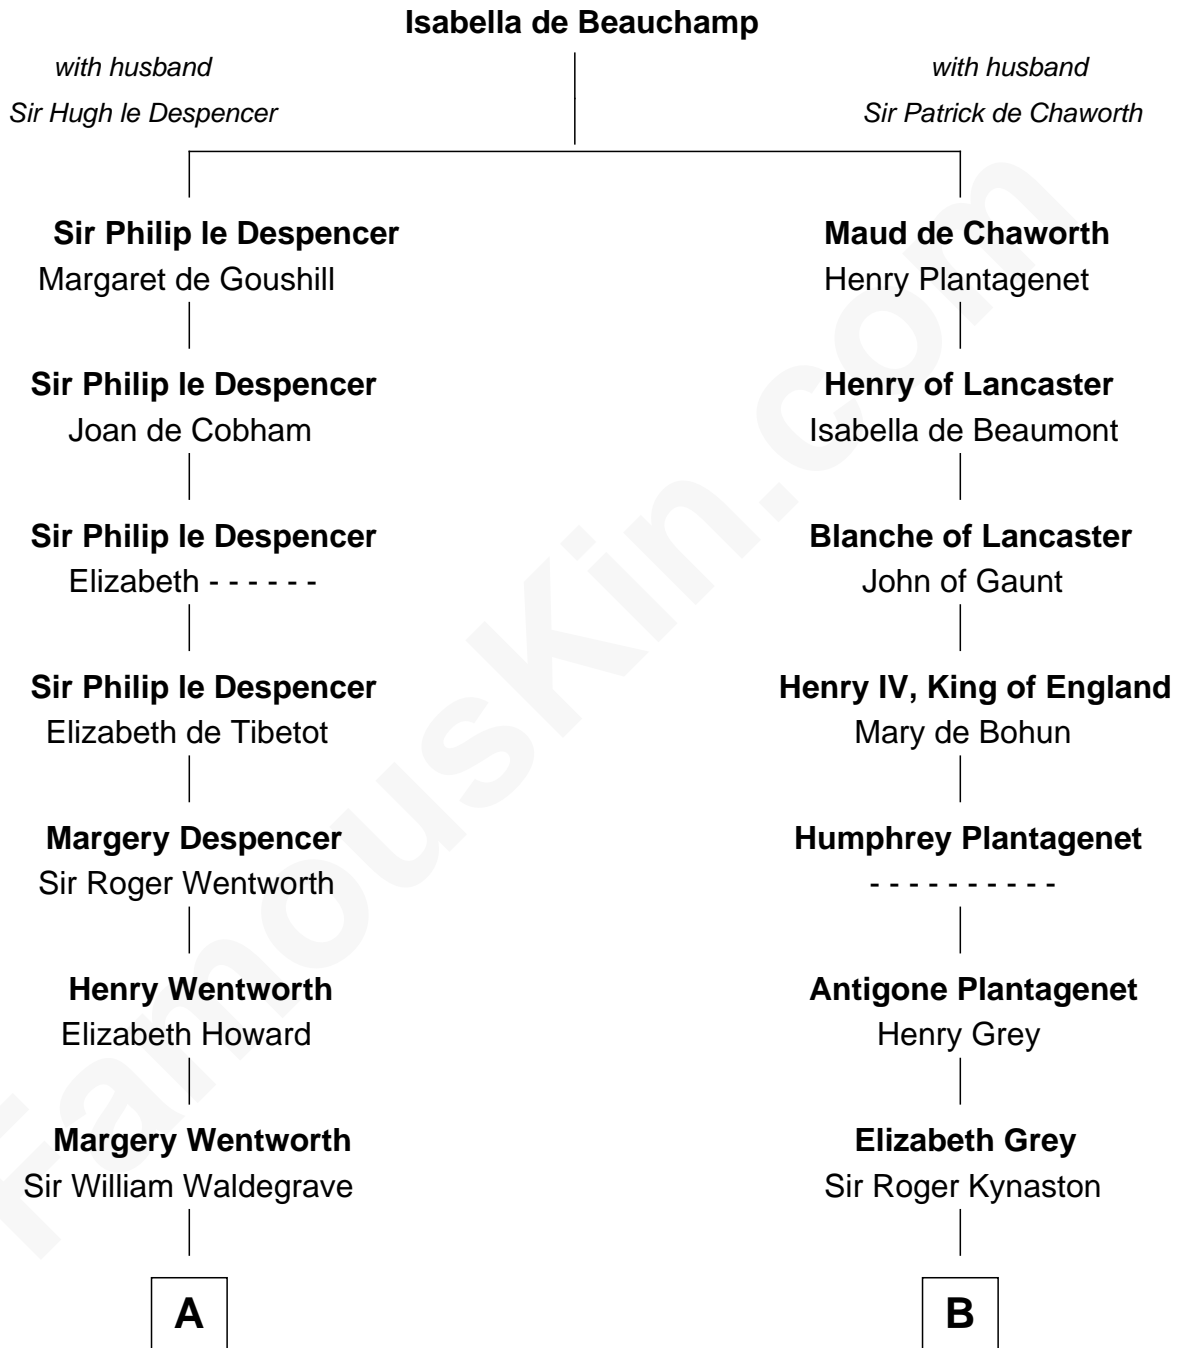 Isabella de Beauchamp
with husband
Sir Hugh le Despencer
with husband
Sir Patrick de Chaworth
Sir Philip le Despencer
Margaret de Goushill
Maud de Chaworth
Henry Plantagenet
Sir Philip le Despencer
Joan de Cobham
Henry of Lancaster
Isabella de Beaumont
Sir Philip le Despencer
Elizabeth - - - - - -
Blanche of Lancaster
John of Gaunt
Sir Philip le Despencer
Elizabeth de Tibetot
Henry IV, King of England
Mary de Bohun
Margery Despencer
Sir Roger Wentworth
Humphrey Plantagenet
- - - - - - - - - -
Henry Wentworth
Elizabeth Howard
Antigone Plantagenet
Henry Grey
Margery Wentworth
Sir William Waldegrave
Elizabeth Grey
Sir Roger Kynaston
A
B
FamousKin.com